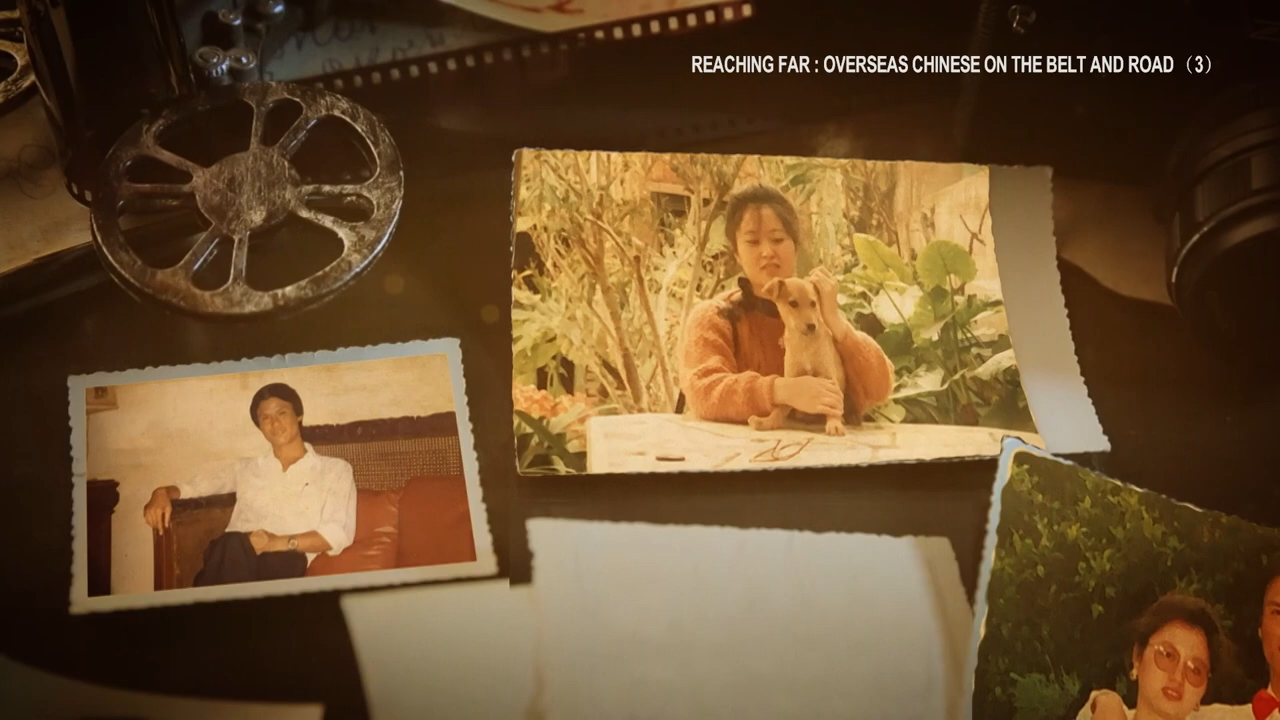 REACHING FAR : OVERSEAS CHINESE ON THE BELT AND ROAD （3）